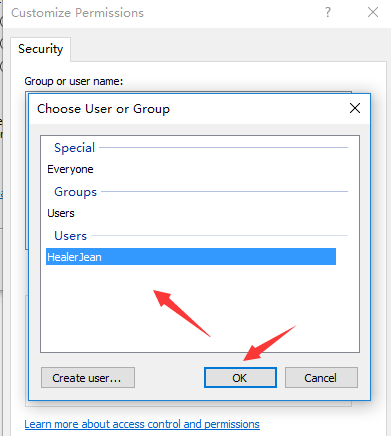 Customize Permissions
?
Security
Group or user name:
Choose User or Group
Special
Everyone
Groups
Users
Users
HealerJean
Create user...
OK
Cancel
Learn more about access control and permissions